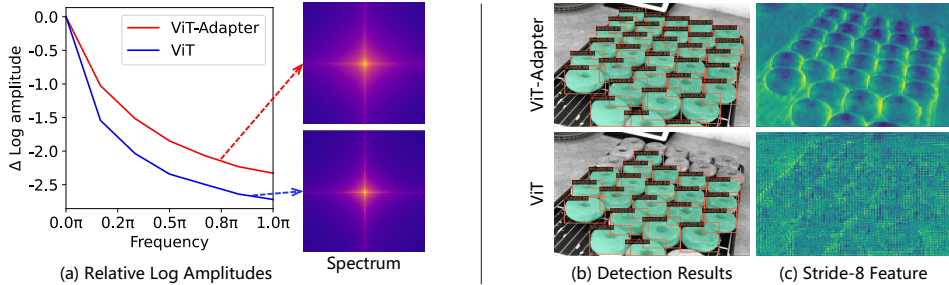 0.0
-0.5
-1.0
-1.5
-2.0
-2.5
Δ Log amplitude
ViT-Adapter
ViT
0.0π
0.2π
0.5π
0.8π
1.0π
Frequency
(a) Relative Log Amplitudes
Spectrum
ViT-Adapter
ViT
(b) Detection Results
(c) Stride-8 Feature